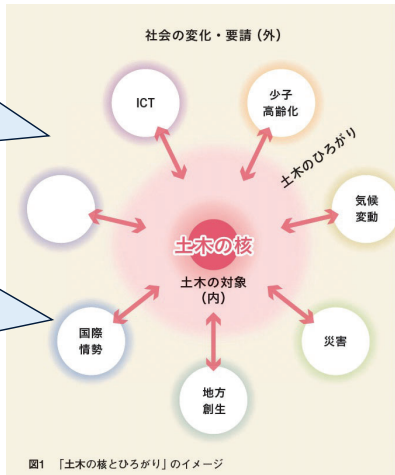 社会の変化・要請（外）
ICT
少子
高齢化
土木のひろがり
気候
変動
土木の核
土木の対象
（内）
国際
情勢
災害
地方
創生
図1 「土木の核とひろがり」のイメージ